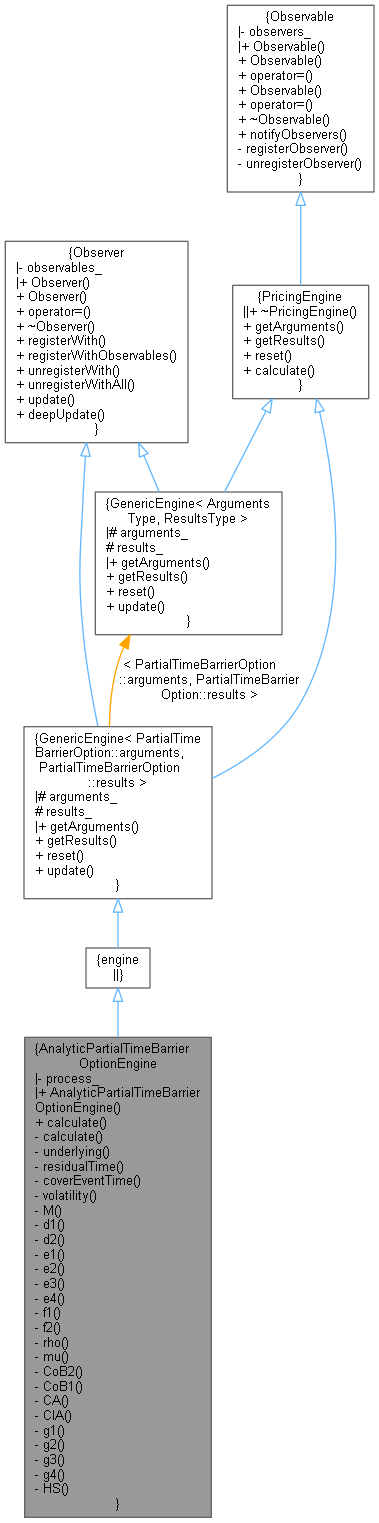 {Observable
|- observers_
|+ Observable()
+ Observable()
+ operator=()
+ Observable()
+ operator=()
+ ~Observable()
+ notifyObservers()
- registerObserver()
- unregisterObserver()
}
{Observer
|- observables_
|+ Observer()
+ Observer()
+ operator=()
+ ~Observer()
+ registerWith()
+ registerWithObservables()
+ unregisterWith()
+ unregisterWithAll()
+ update()
+ deepUpdate()
}
{PricingEngine
||+ ~PricingEngine()
+ getArguments()
+ getResults()
+ reset()
+ calculate()
}
{GenericEngine< Arguments
Type, ResultsType >
|# arguments_
# results_
|+ getArguments()
+ getResults()
+ reset()
+ update()
}
< PartialTimeBarrierOption
::arguments, PartialTimeBarrier
Option::results >
{GenericEngine< PartialTime
BarrierOption::arguments,
PartialTimeBarrierOption
::results >
|# arguments_
# results_
|+ getArguments()
+ getResults()
+ reset()
+ update()
}
{engine
||}
{AnalyticPartialTimeBarrier
OptionEngine
|- process_
|+ AnalyticPartialTimeBarrier
OptionEngine()
+ calculate()
- calculate()
- underlying()
- residualTime()
- coverEventTime()
- volatility()
- M()
- d1()
- d2()
- e1()
- e2()
- e3()
- e4()
- f1()
- f2()
- rho()
- mu()
- CoB2()
- CoB1()
- CA()
- CIA()
- g1()
- g2()
- g3()
- g4()
- HS()
}